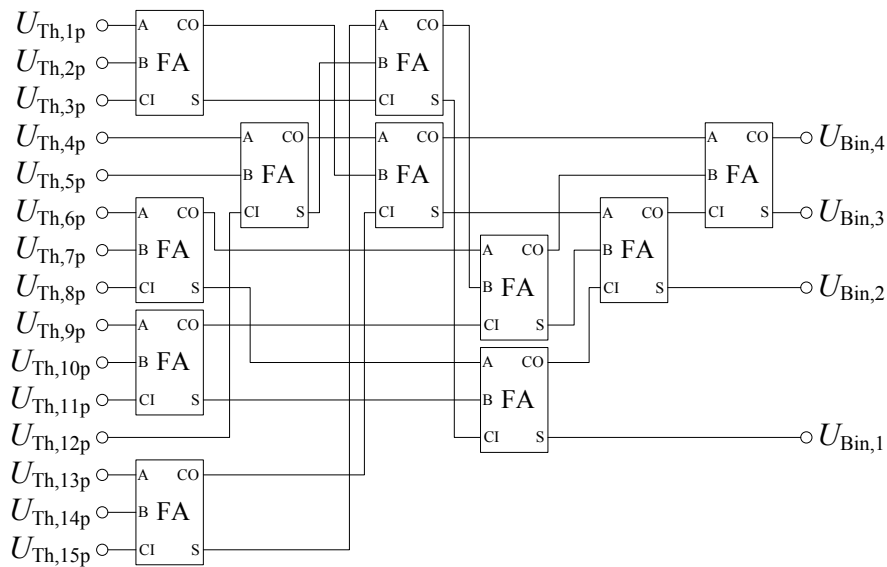 U_Th,1p A CO A CO
U_Th,2p B FA B FA
U_Th,3p CI S CI S
U_Th,4p A CO A CO A CO U_Bin,4
U_Th,5p B FA B FA B FA
U_Th,6p A CO CI S CI S A CO CI S U_Bin,3
U_Th,7p B FA A CO B FA
U_Th,8p CI S B FA CI S U_Bin,2
U_Th,9p A CO CI S
U_Th,10p B FA A CO
U_Th,11p CI S B FA
U_Th,12p CI S U_Bin,1
U_Th,13p A CO
U_Th,14p B FA
U_Th,15p CI S